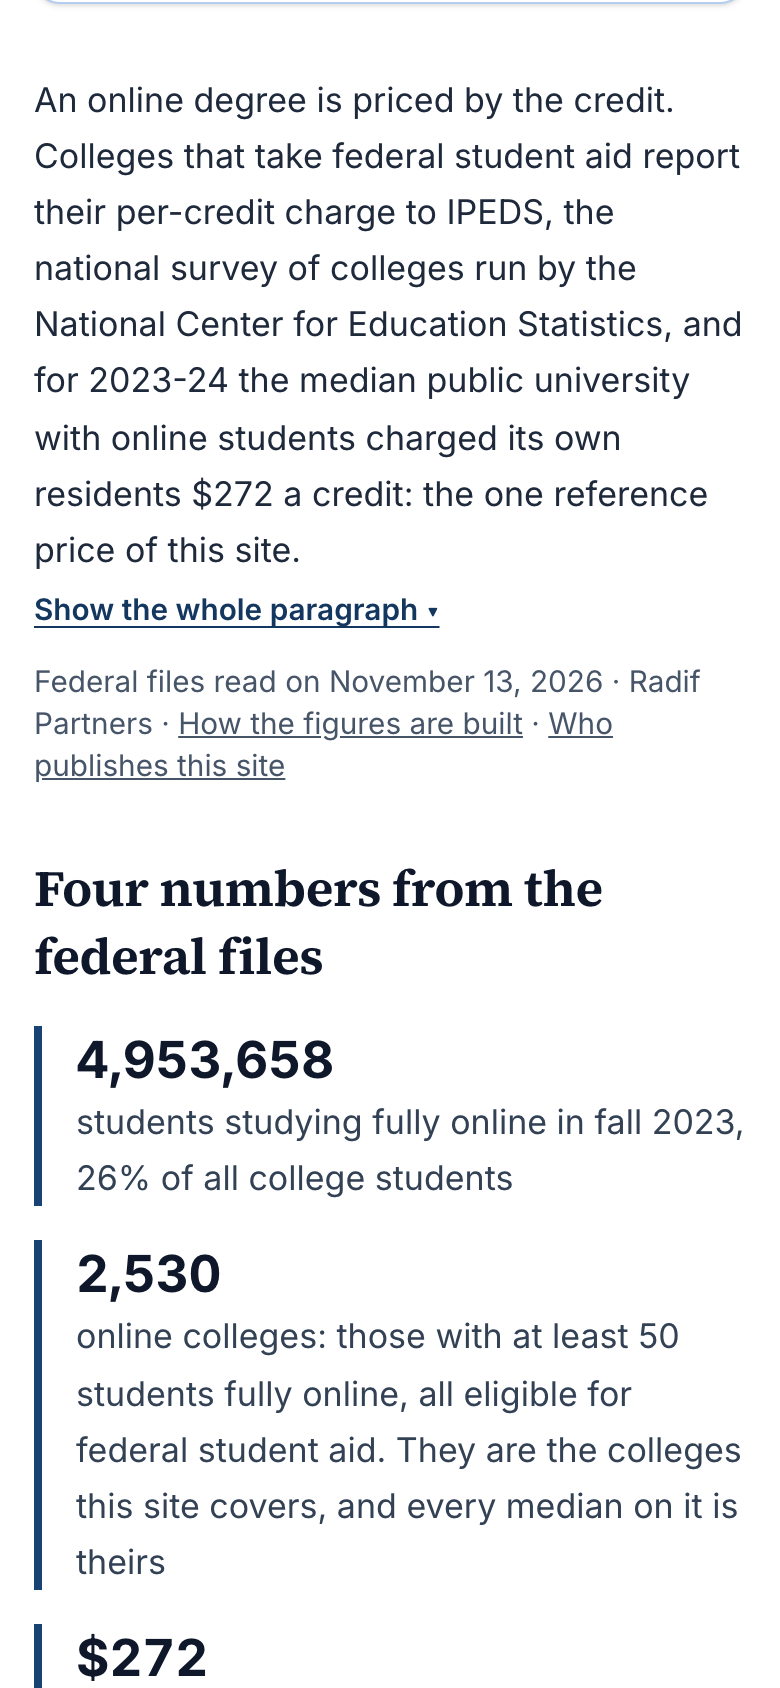 An online degree is priced by the credit.
Colleges that take federal student aid report
their per-credit charge to IPEDS, the
national survey of colleges run by the
National Center for Education Statistics, and
for 2023-24 the median public university
with online students charged its own
residents $272 a credit: the one reference
price of this site.
Show the whole paragraph ▾
Federal files read on November 13, 2026 · Radif
Partners · How the figures are built · Who
publishes this site
Four numbers from the
federal files
4,953,658
students studying fully online in fall 2023,
26% of all college students
2,530
online colleges: those with at least 50
students fully online, all eligible for
federal student aid. They are the colleges
this site covers, and every median on it is
theirs
$272